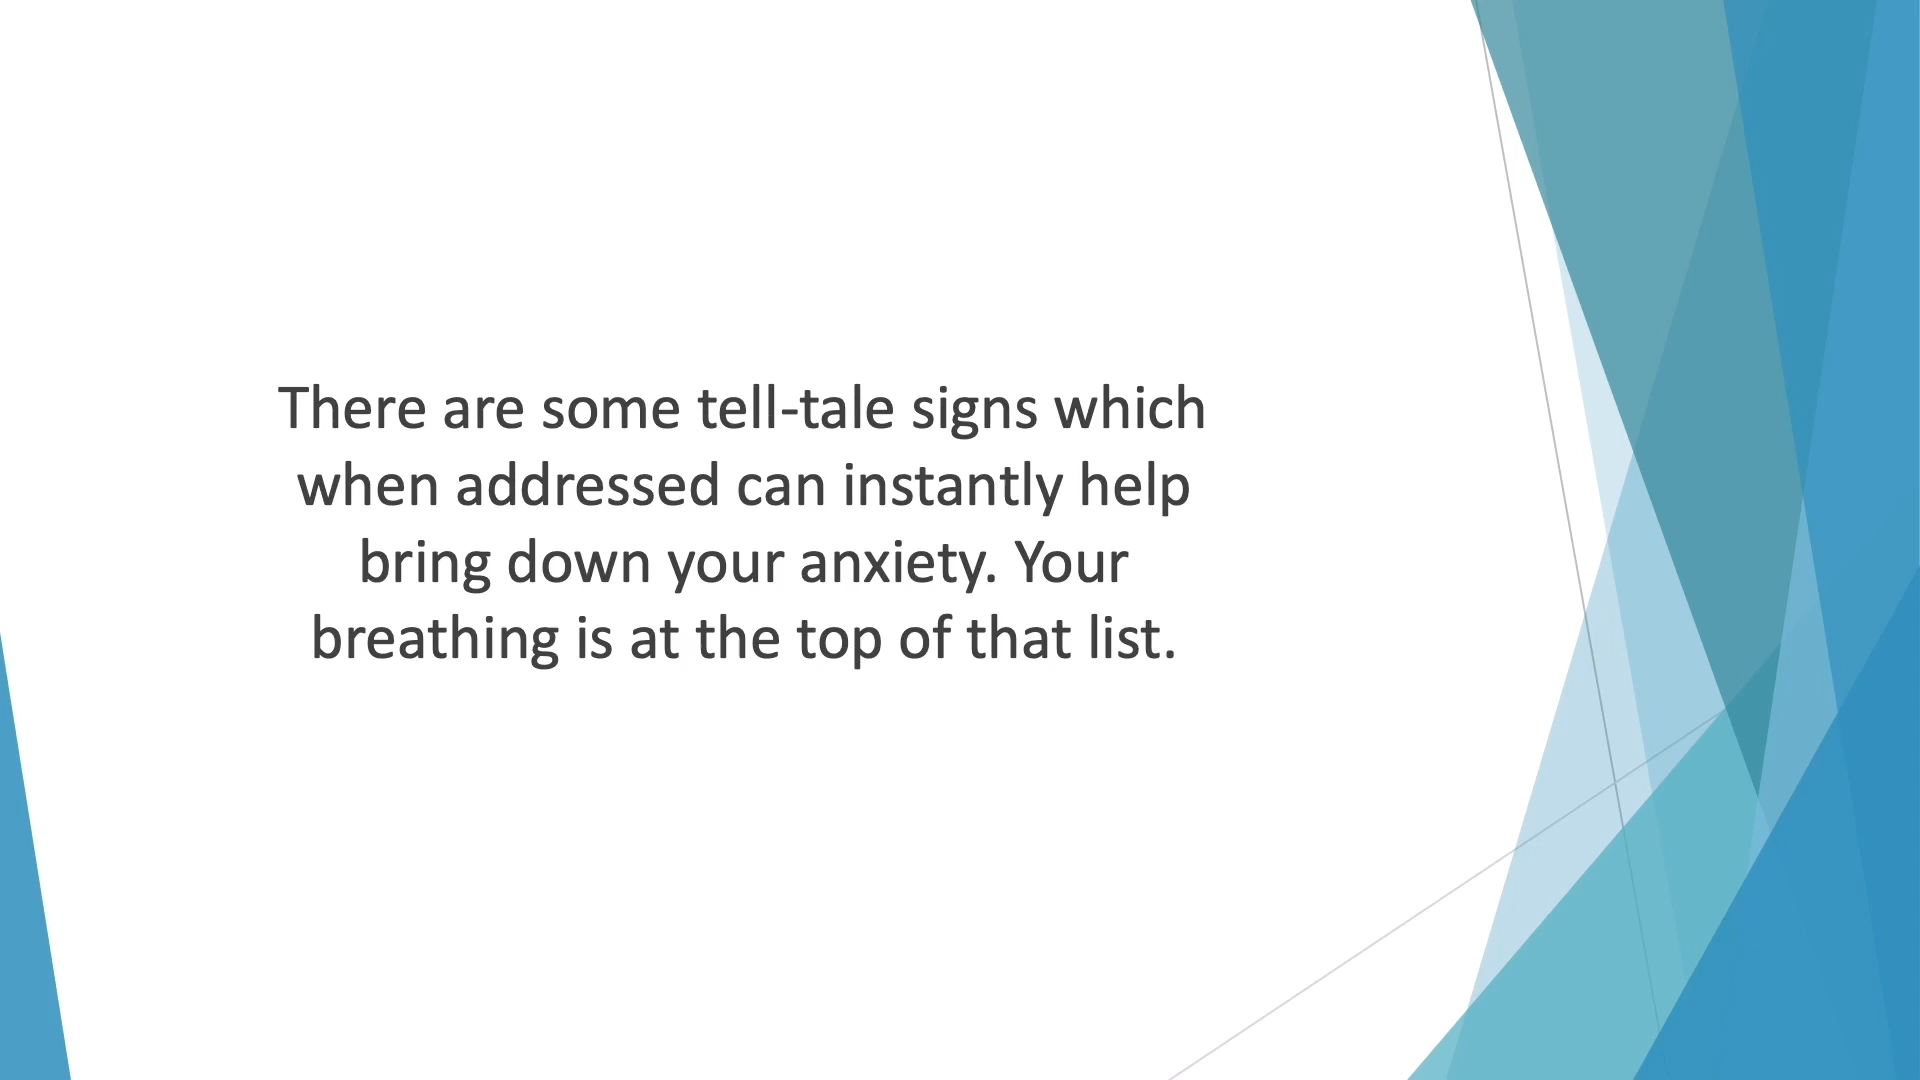 There are some tell-tale signs which
when addressed can instantly help
bring down your anxiety. Your
breathing is at the top of that list.